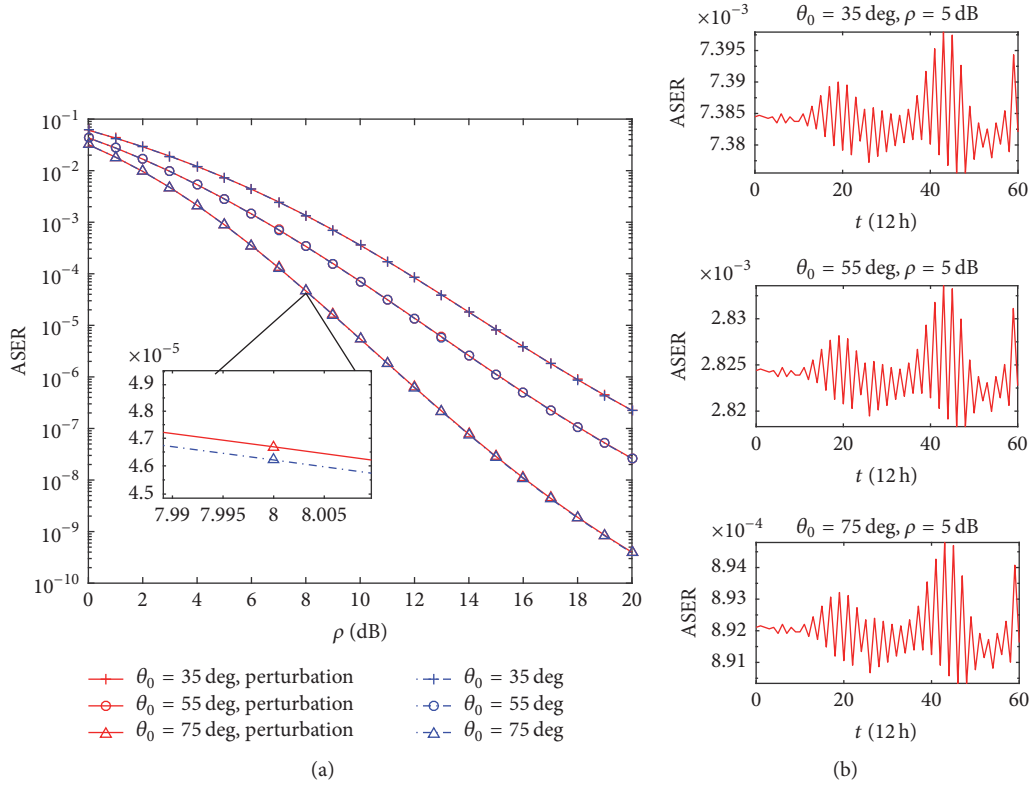 10⁻¹
10⁻²
10⁻³
10⁻⁴
10⁻⁵
10⁻⁶
10⁻⁷
10⁻⁸
10⁻⁹
10⁻¹⁰
ASER
0 2 4 6 8 10 12 14 16 18 20
ρ (dB)
×10⁻⁵
4.9
4.8
4.7
4.6
4.5
7.99 7.995 8 8.005
θ₀ = 35 deg, perturbation
θ₀ = 55 deg, perturbation
θ₀ = 75 deg, perturbation
θ₀ = 35 deg
θ₀ = 55 deg
θ₀ = 75 deg
(a)
×10⁻³
θ₀ = 35 deg, ρ = 5 dB
7.395
7.39
7.385
7.38
ASER
0 20 40 60
t (12 h)
×10⁻³
θ₀ = 55 deg, ρ = 5 dB
2.83
2.825
2.82
ASER
0 20 40 60
t (12 h)
×10⁻⁴
θ₀ = 75 deg, ρ = 5 dB
8.94
8.93
8.92
8.91
ASER
0 20 40 60
t (12 h)
(b)